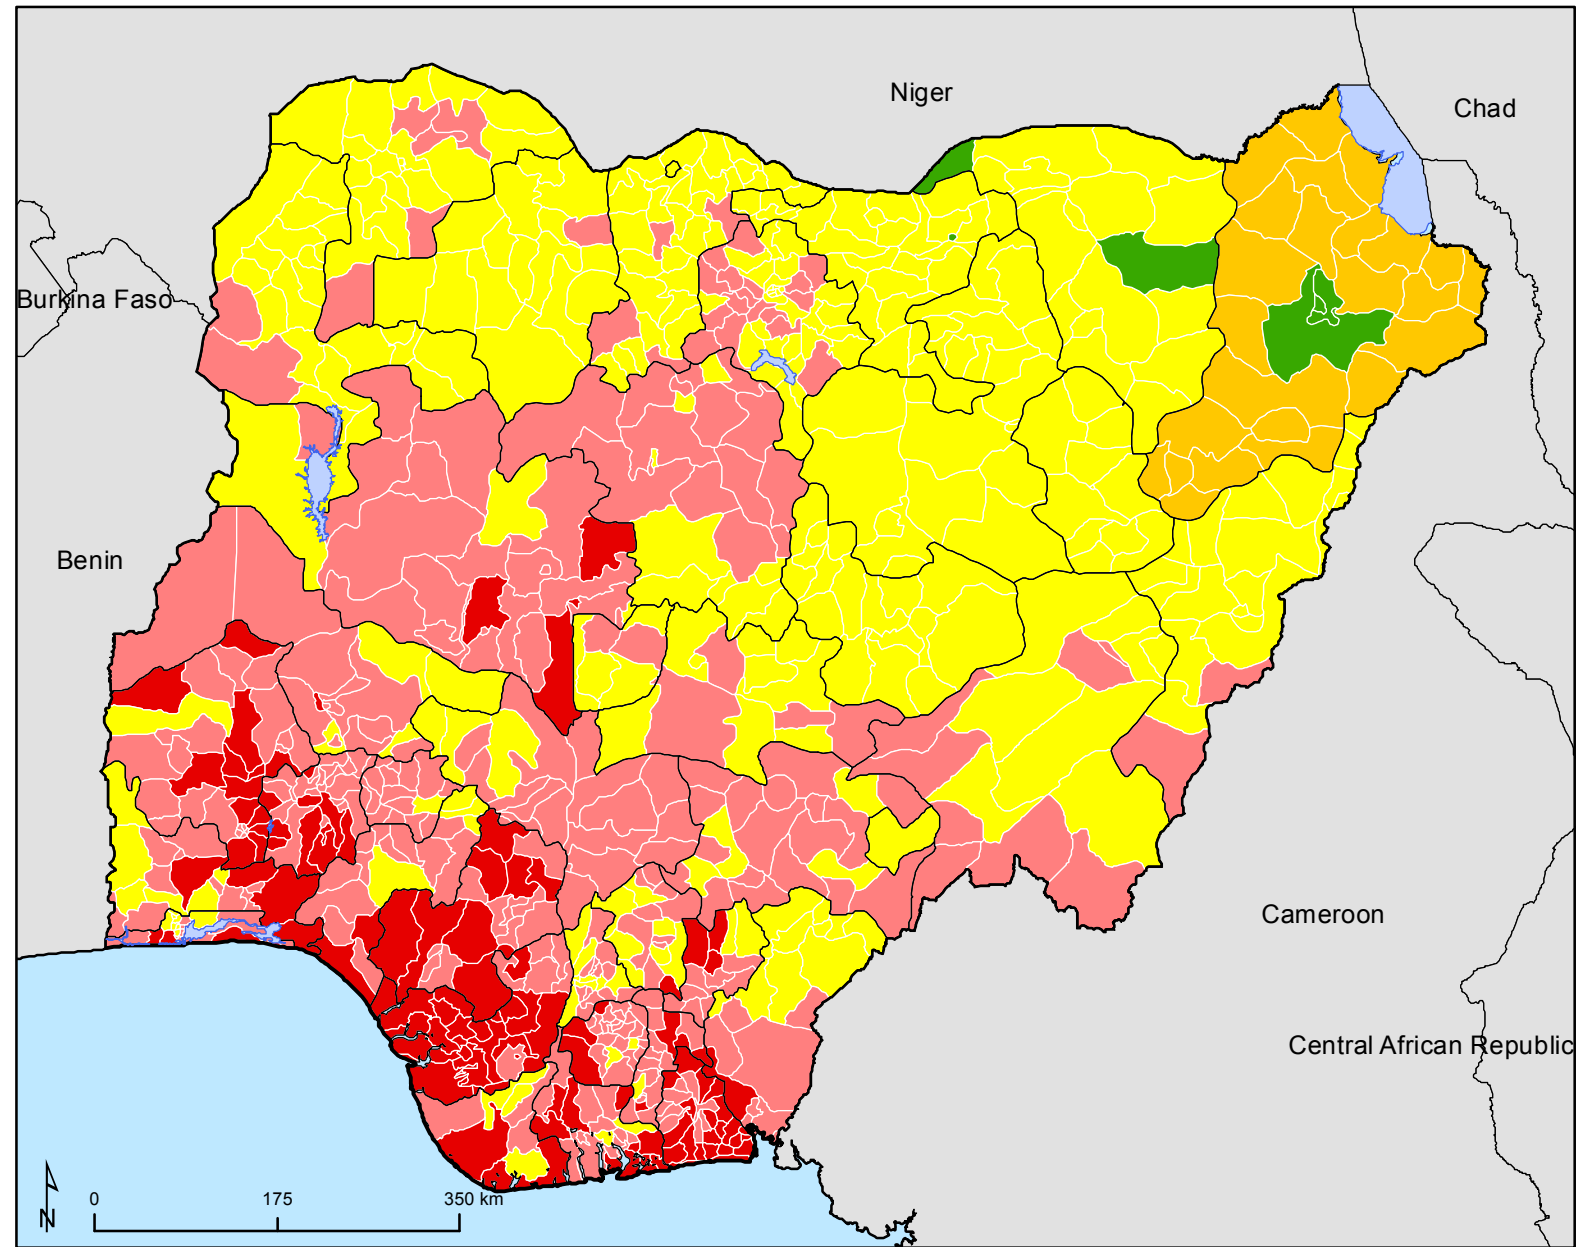 Niger
Chad
Burkina Faso
Benin
Cameroon
Central African Republic
0 175 350 km
N